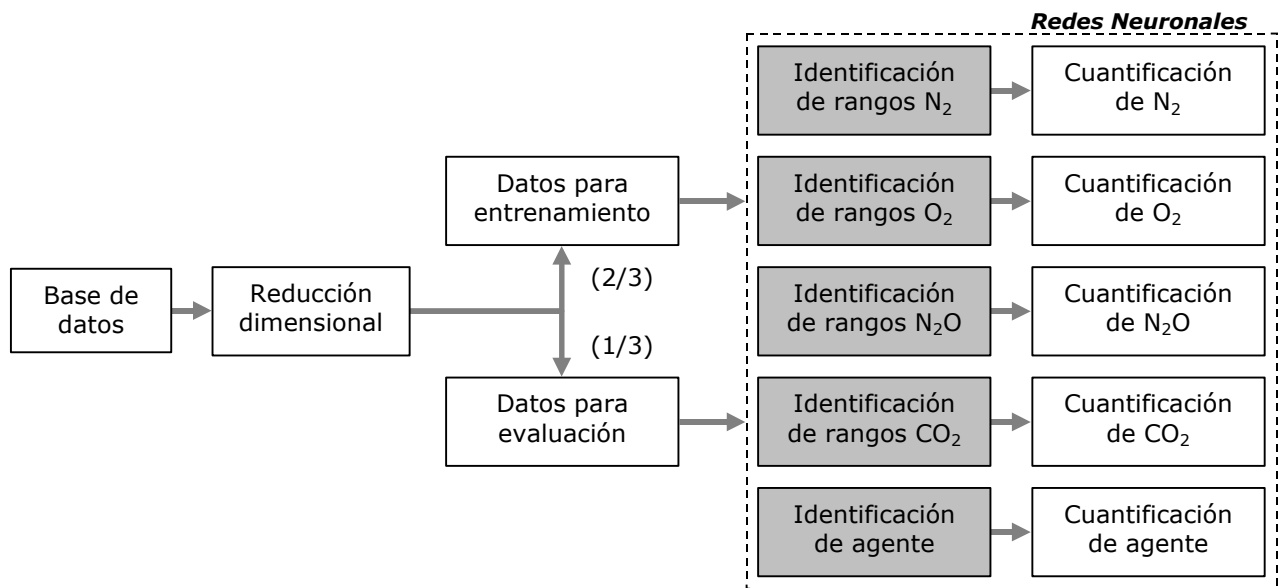 Redes Neuronales
Identificación
de rangos N₂
Cuantificación
de N₂
Datos para
entrenamiento
Identificación
de rangos O₂
Cuantificación
de O₂
Base de
datos
Reducción
dimensional
(2/3)
(1/3)
Identificación
de rangos N₂O
Cuantificación
de N₂O
Datos para
evaluación
Identificación
de rangos CO₂
Cuantificación
de CO₂
Identificación
de agente
Cuantificación
de agente